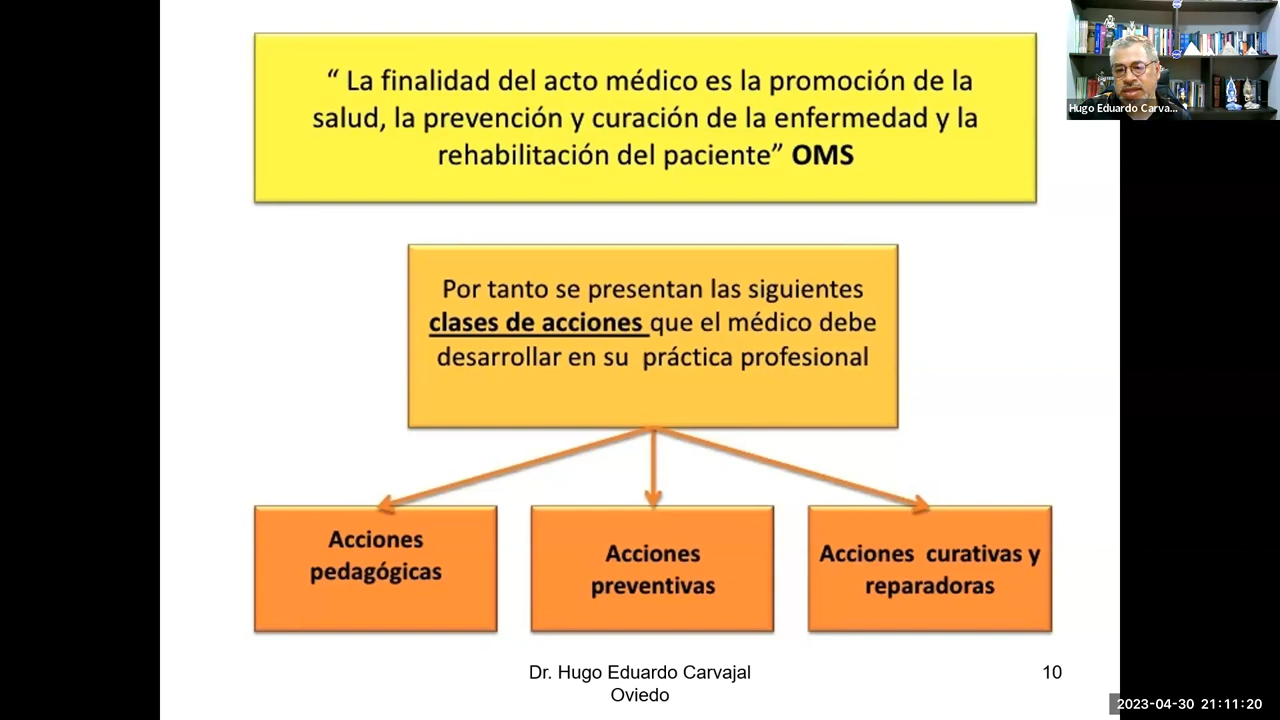 “ La finalidad del acto médico es la promoción de la
salud, la prevención y curación de la enfermedad y la
rehabilitación del paciente” OMS
Hugo Eduardo Carva...
Por tanto se presentan las siguientes
clases de acciones que el médico debe
desarrollar en su práctica profesional
Acciones
pedagógicas
Acciones
preventivas
Acciones curativas y
reparadoras
Dr. Hugo Eduardo Carvajal
Oviedo
10
2023-04-30 21:11:20